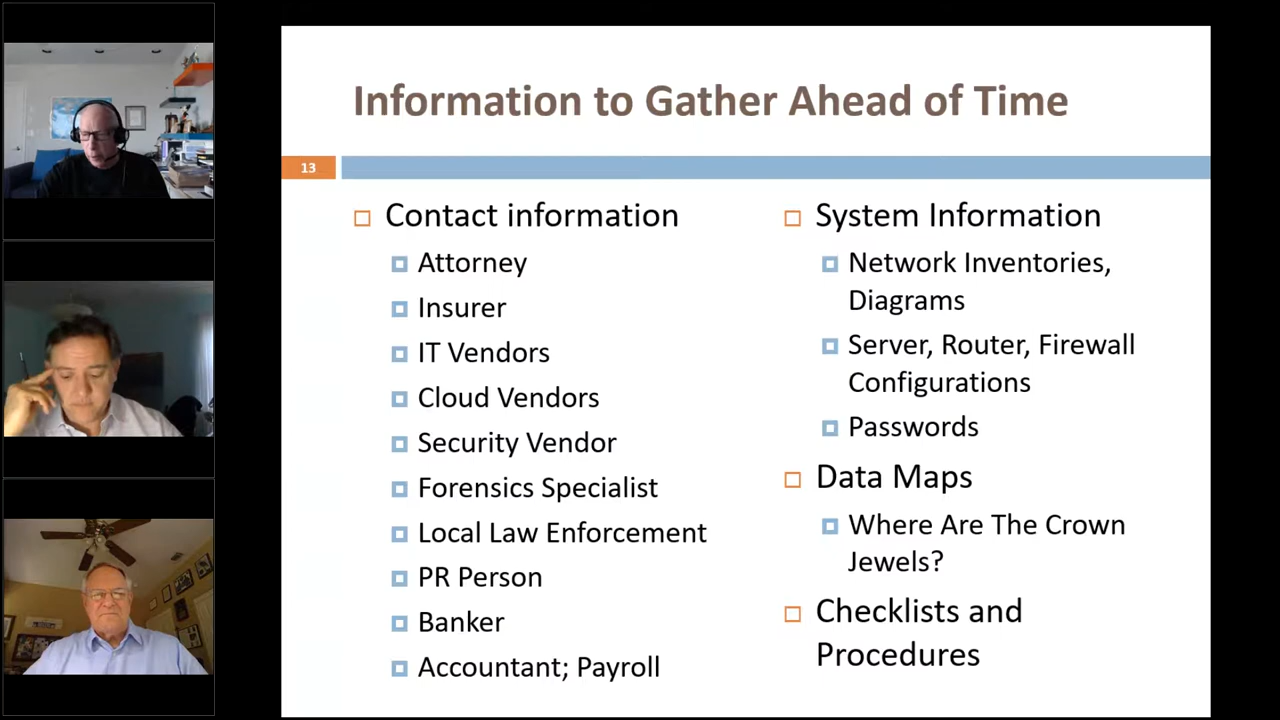 Information to Gather Ahead of Time
13
Contact information
Attorney
Insurer
IT Vendors
Cloud Vendors
Security Vendor
Forensics Specialist
Local Law Enforcement
PR Person
Banker
Accountant; Payroll
System Information
Network Inventories,
Diagrams
Server, Router, Firewall
Configurations
Passwords
Data Maps
Where Are The Crown
Jewels?
Checklists and
Procedures